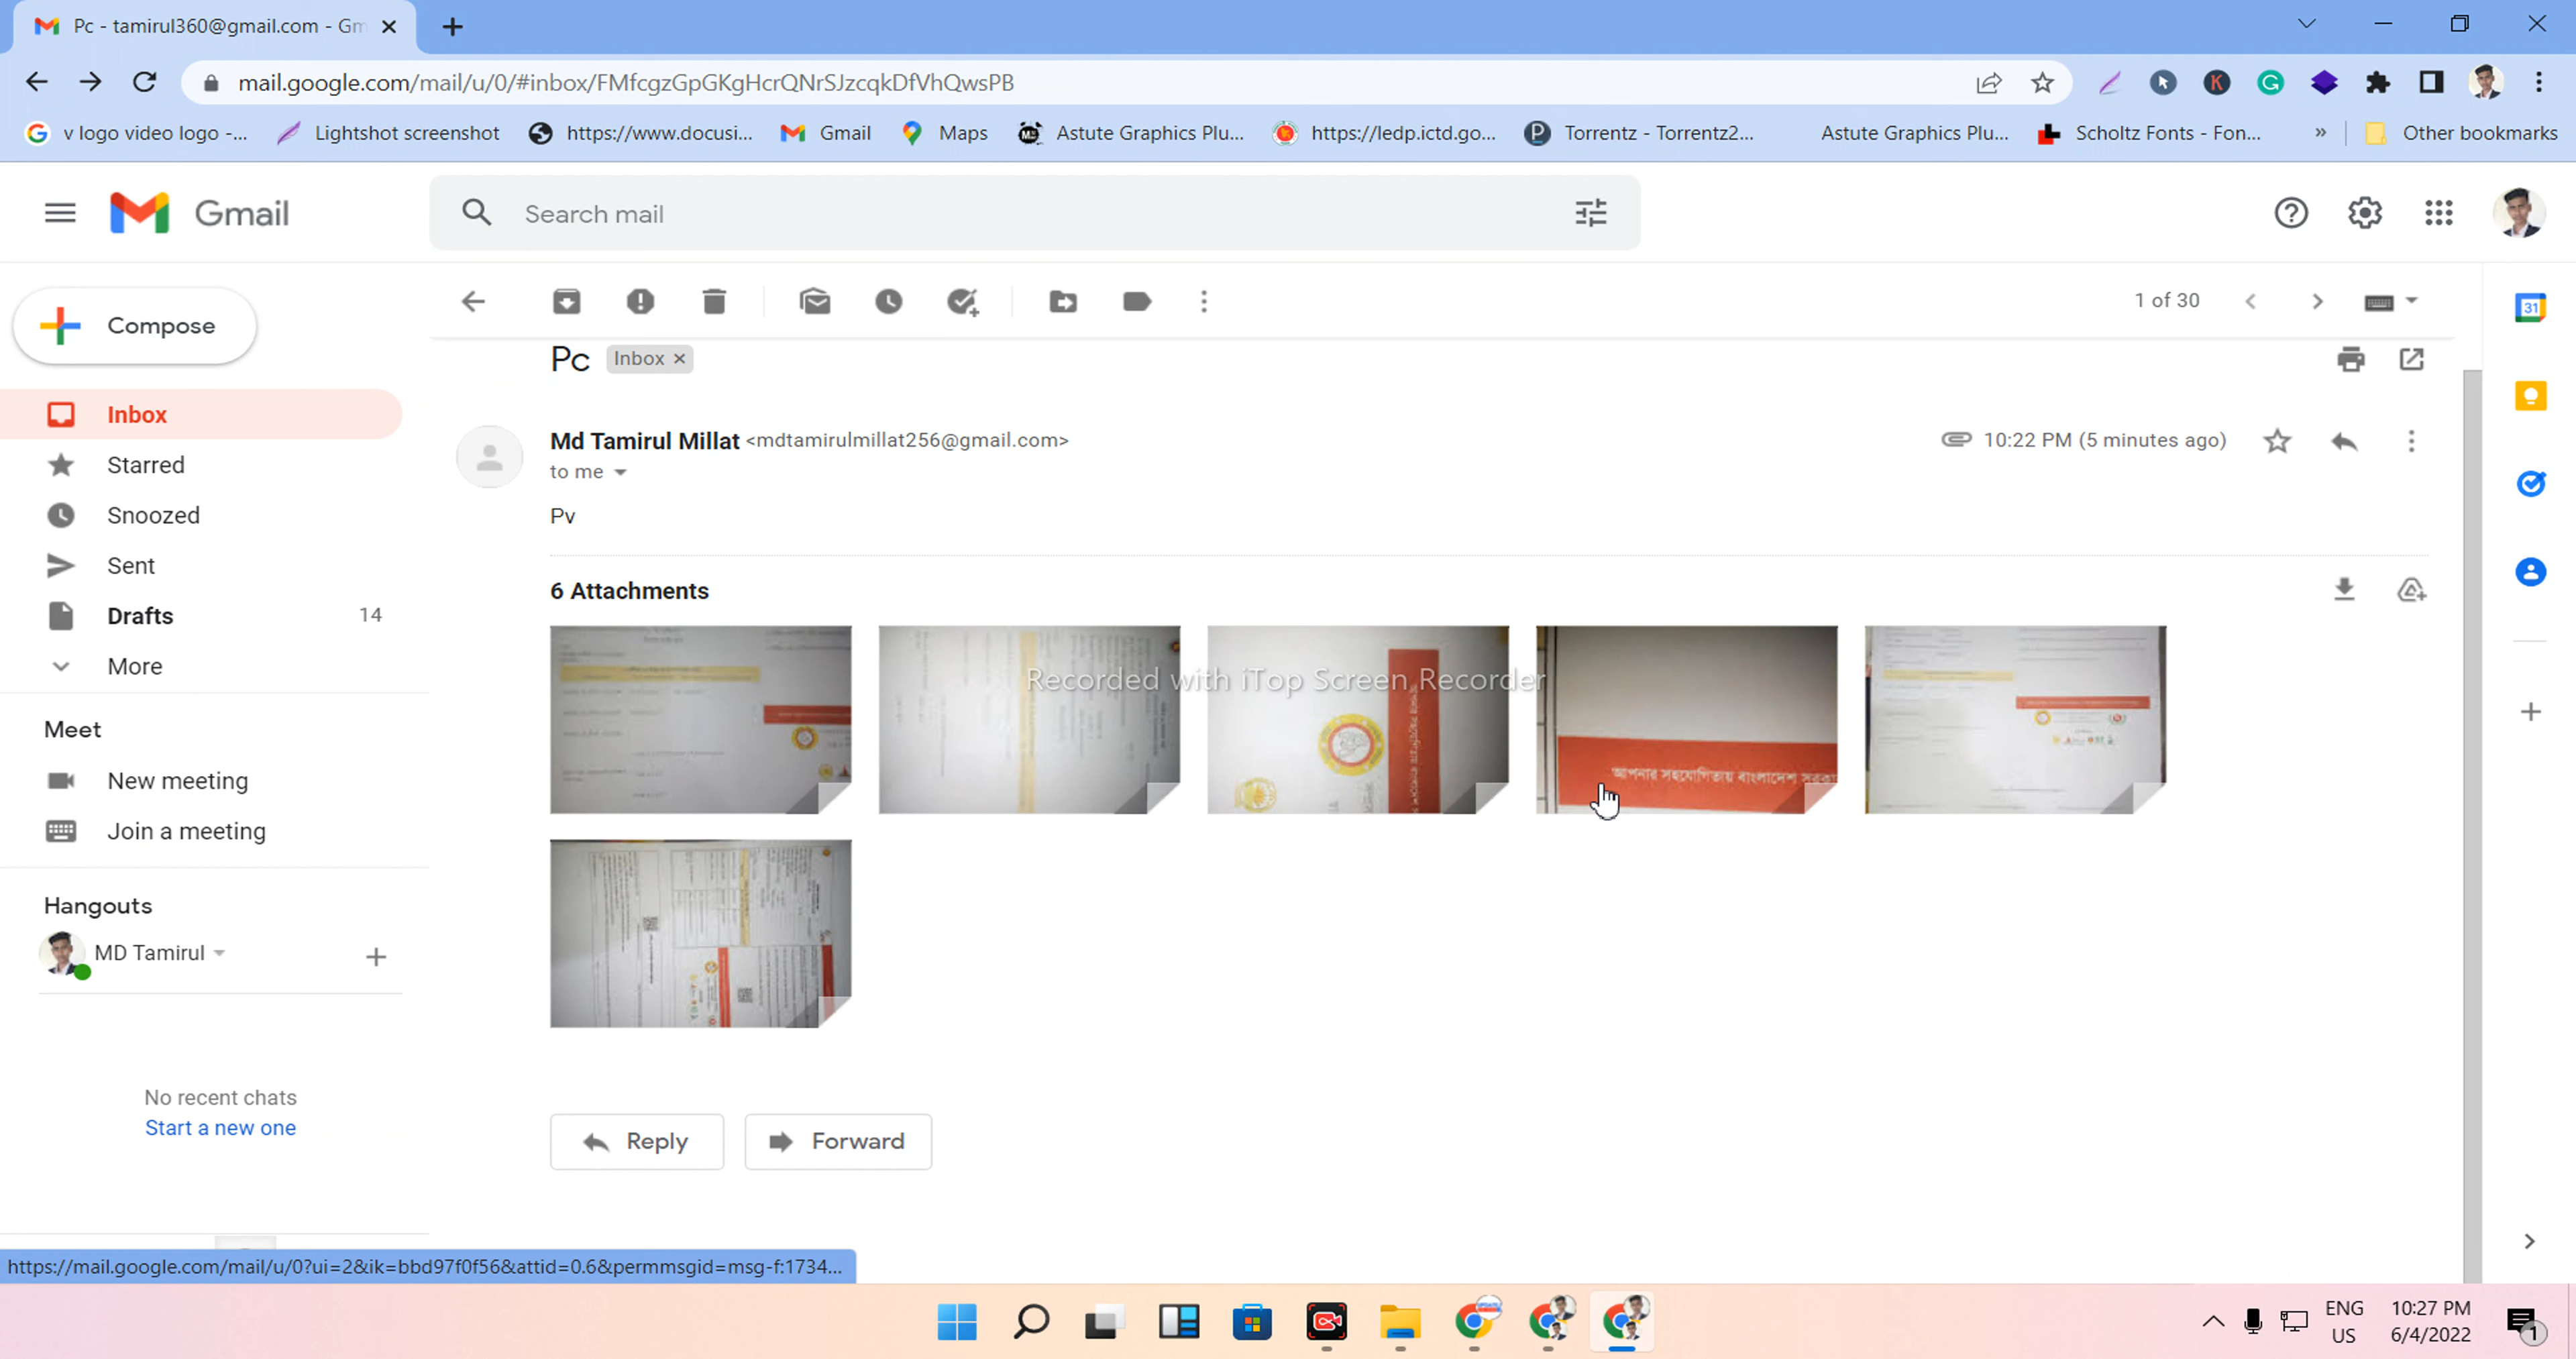 Pc - tamirul360@gmail.com - Gm
mail.google.com/mail/u/0/#inbox/FMfcgzGpGKgHcrQNrSJzcqkDfVhQwsPB
v logo video logo -... Lightshot screenshot https://www.docusi... Gmail Maps Astute Graphics Plu... https://ledp.ictd.go... Torrentz - Torrentz2... Astute Graphics Plu... Scholtz Fonts - Fon... » Other bookmarks
Gmail
Search mail
Compose
1 of 30
Pc Inbox ×
Inbox
Md Tamirul Millat <mdtamirulmillat256@gmail.com>
10:22 PM (5 minutes ago)
to me
Starred
Snoozed
Pv
Sent
6 Attachments
Drafts 14
More
Recorded with iTop Screen Recorder
Meet
আপনার সহযোগিতায় বাংলাদেশ সরকা
New meeting
Join a meeting
Hangouts
MD Tamirul
No recent chats
Start a new one
Reply
Forward
https://mail.google.com/mail/u/0?ui=2&ik=bbd97f0f56&attid=0.6&permmsgid=msg-f:1734...
ENG
US
10:27 PM
6/4/2022
1
31